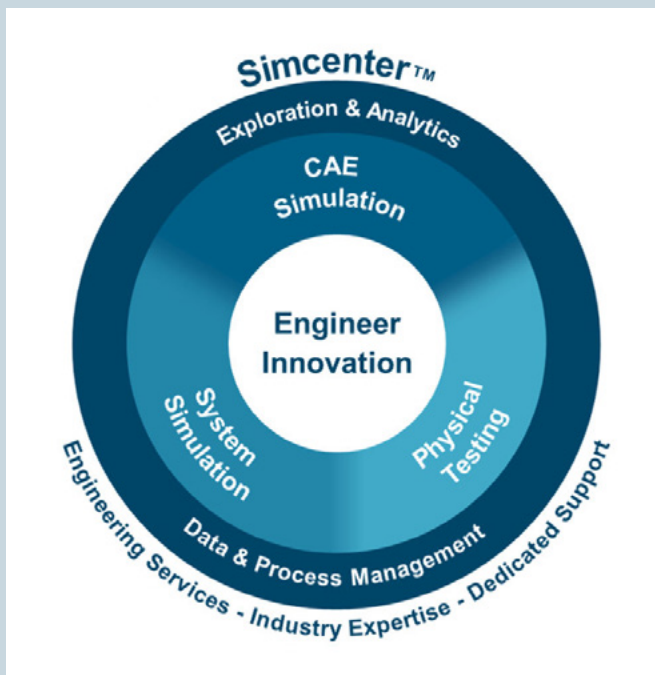 Simcenter™
Exploration & Analytics
CAE
Simulation
Engineer
Innovation
System
Simulation
Physical
Testing
Data & Process Management
Engineering Services - Industry Expertise - Dedicated Support